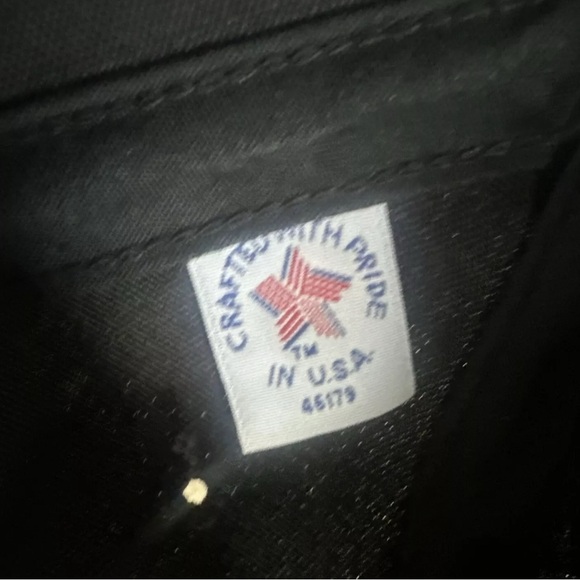 CRAFTED WITH PRIDE
TM
IN U.S.A.
46179